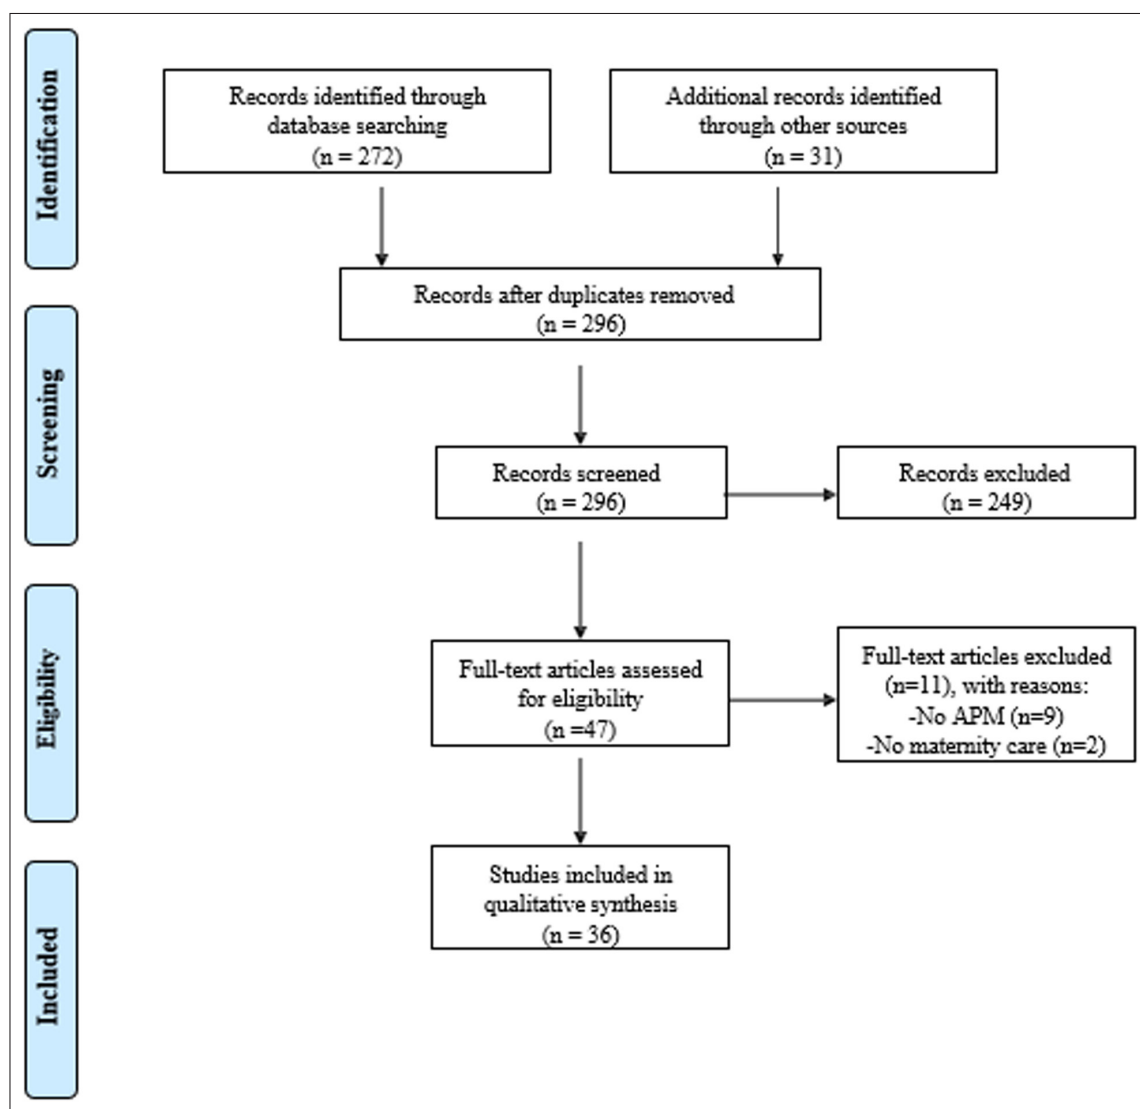 Identification
Records identified through
database searching
(n = 272)
Additional records identified
through other sources
(n = 31)
Records after duplicates removed
(n = 296)
Screening
Records screened
(n = 296)
Records excluded
(n = 249)
Eligibility
Full-text articles assessed
for eligibility
(n =47)
Full-text articles excluded
(n=11), with reasons:
-No APM (n=9)
-No maternity care (n=2)
Included
Studies included in
qualitative synthesis
(n = 36)